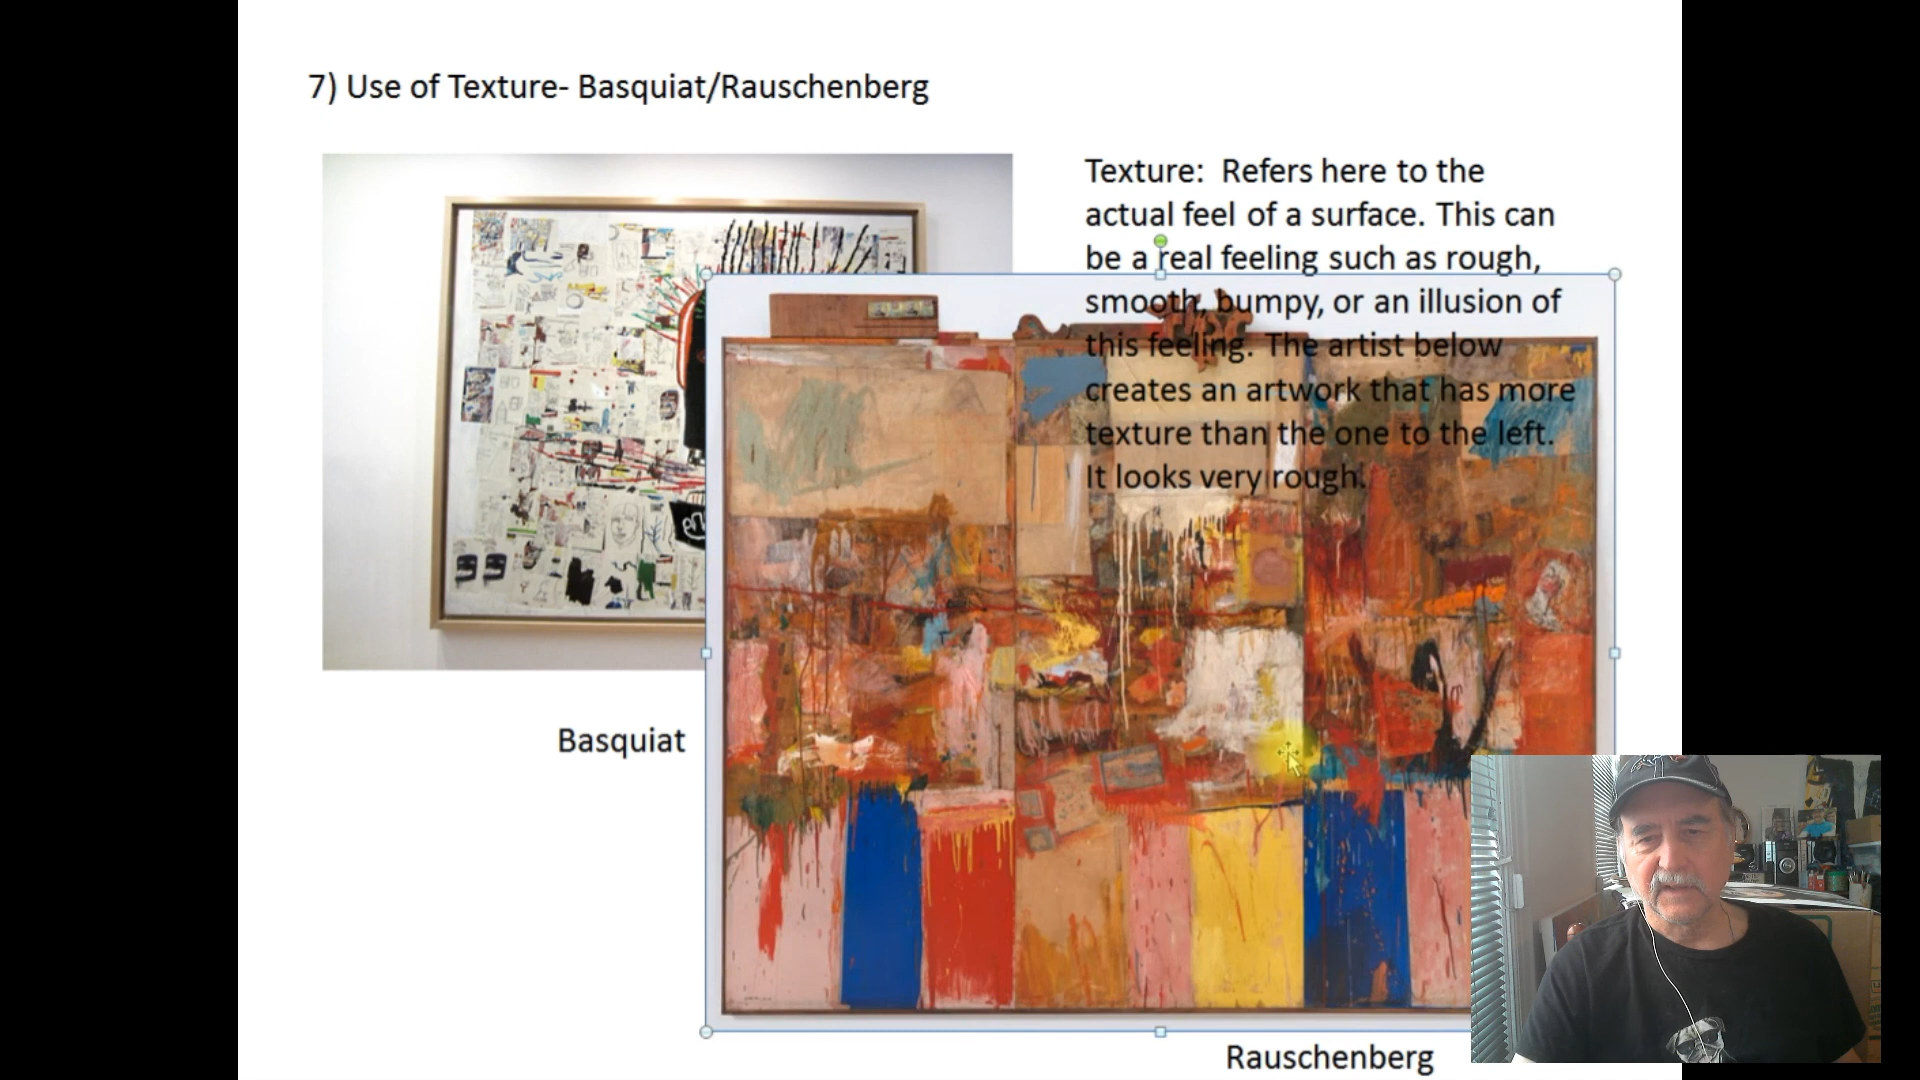 7) Use of Texture- Basquiat/Rauschenberg
Texture:  Refers here to the
actual feel of a surface. This can
be a real feeling such as rough,
smooth, bumpy, or an illusion of
this feeling.  The artist below
creates an artwork that has more
texture than the one to the left.
It looks very rough.
Basquiat
Rauschenberg